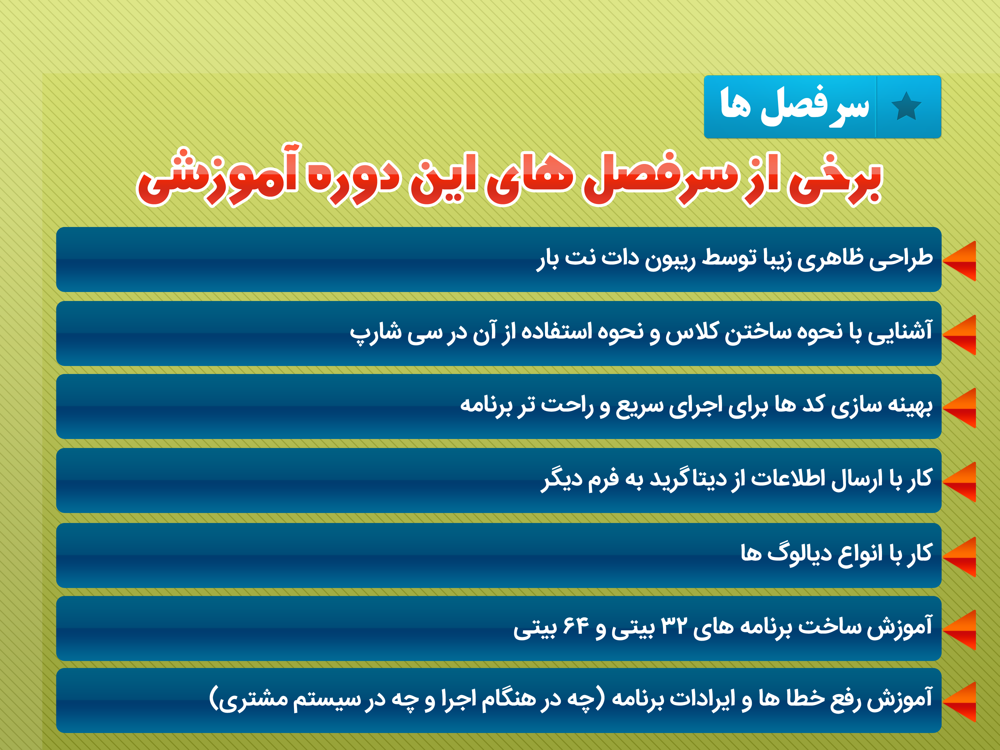 سرفصل ها
برخی از سرفصل های این دوره آموزشی
طراحی ظاهری زیبا توسط ریبون دات نت بار
آشنایی با نحوه ساختن کلاس و نحوه استفاده از آن در سی شارپ
بهینه سازی کد ها برای اجرای سریع و راحت تر برنامه
کار با ارسال اطلاعات از دیتاگرید به فرم دیگر
کار با انواع دیالوگ ها
آموزش ساخت برنامه های ۳۲ بیتی و ۶۴ بیتی
آموزش رفع خطا ها و ایرادات برنامه (چه در هنگام اجرا و چه در سیستم مشتری)